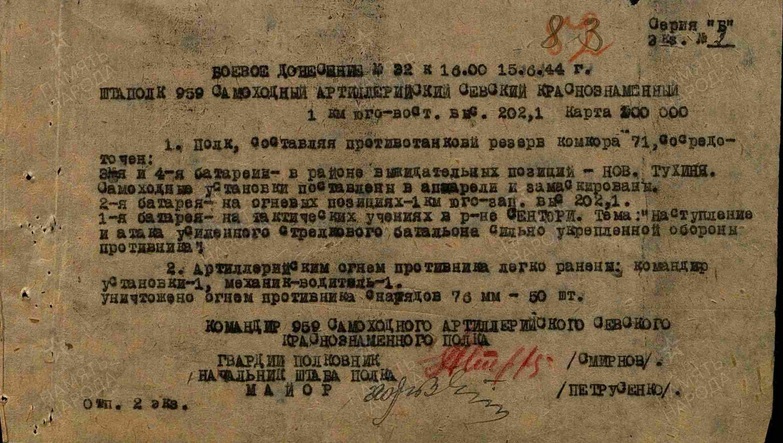 83
Серия "Б"
Экз. № 2
БОЕВОЕ ДОНЕСЕНИЕ № 92 к 16.00 15.6.44 г.
ШТАПОЛК 959 САМОХОДНЫЙ АРТИЛЛЕРИЙСКИЙ СЕВСКИЙ КРАСНОЗНАМЕННЫЙ
1 км юго-вост. выс. 202,1 Карта 100 000
1. Полк, составляя противотанковй резерв комкора 71, сосредо-
точен:
3-я и 4-я батареии- в районе выжидательных позиций - НОВ. ТУХИНЯ.
Самоходные установки поставлены в аппарели и замаскированы.
2-я батарея- на огневых позициях-1 км юго-зап. выс 202,1.
1-я батарея- на тактических учениях в р-не СЕНТОРИ. Тема:"наступление
и атака усиленного стрелкового батальона сильно укрепленной обороны
противника"
2. Артиллерийским огнем противника легко ранены: командир
установки-1, механик-водитель-1.
уничтожено огнем противника снарядов 76 мм - 50 шт.
КОМАНДИР 959 САМОХОДНОГО АРТИЛЛЕРИЙСКОГО СЕВСКОГО
КРАСНОЗНАМЕННОГО ПОЛКА
ГВАРДИИ ПОЛКОВНИК /СМИРНОВ/.
НАЧАЛЬНИК ШТАБА ПОЛКА
МАЙОР /ПЕТРУСЕНКО/.
Отп. 2 экз.